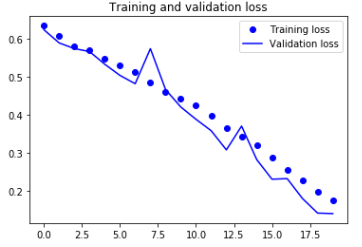 Training and validation loss
Training loss
Validation loss
0.6
0.5
0.4
0.3
0.2
0.0 2.5 5.0 7.5 10.0 12.5 15.0 17.5